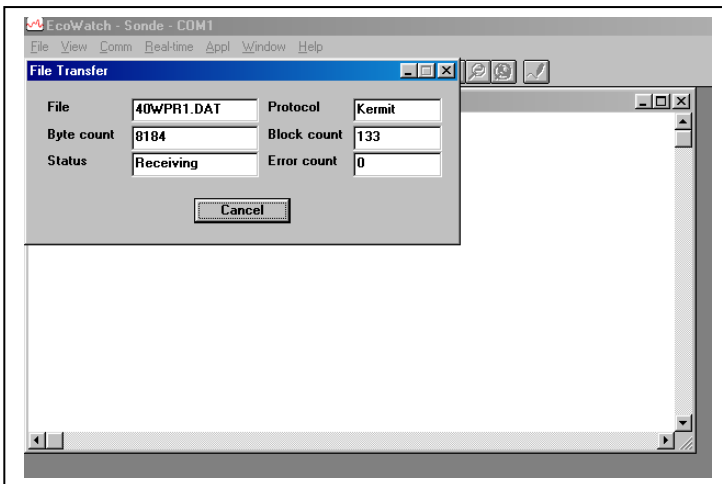 EcoWatch - Sonde - COM1
File View Comm Real-time Appl Window Help
File Transfer
File 40WPR1.DAT Protocol Kermit
Byte count 8184 Block count 133
Status Receiving Error count 0
Cancel